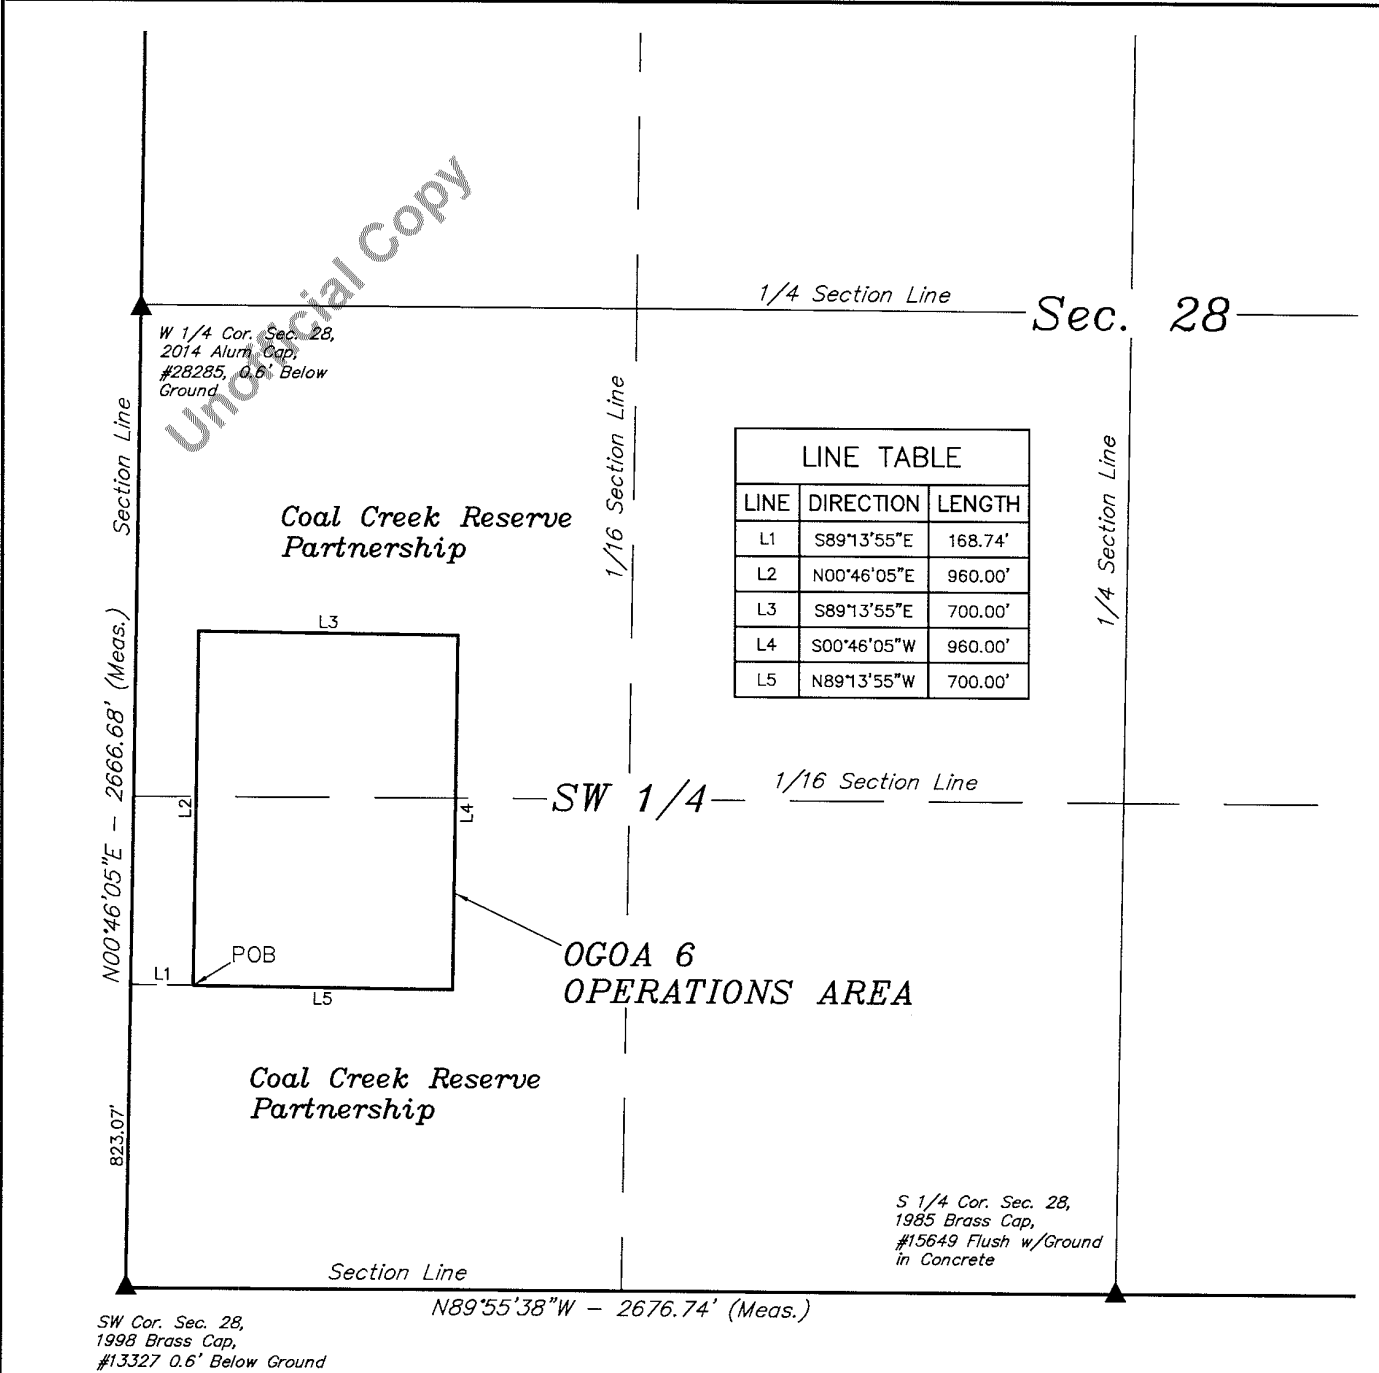 Unofficial Copy
1/4 Section Line
Sec. 28
W 1/4 Cor. Sec. 28,
2014 Alum Cap,
#28285, 0.6' Below
Ground
Section Line
1/16 Section Line
1/4 Section Line
LINE TABLE
LINE DIRECTION LENGTH
L1 S89°13'55"E 168.74'
L2 N00°46'05"E 960.00'
L3 S89°13'55"E 700.00'
L4 S00°46'05"W 960.00'
L5 N89°13'55"W 700.00'
Coal Creek Reserve
Partnership
L3
N00°46'05"E - 2666.68' (Meas.)
L2
L4
SW 1/4
1/16 Section Line
POB
L1
L5
OGOA 6
OPERATIONS AREA
Coal Creek Reserve
Partnership
823.07'
S 1/4 Cor. Sec. 28,
1985 Brass Cap,
#15649 Flush w/Ground
in Concrete
Section Line
N89°55'38"W - 2676.74' (Meas.)
SW Cor. Sec. 28,
1998 Brass Cap,
#13327 0.6' Below Ground